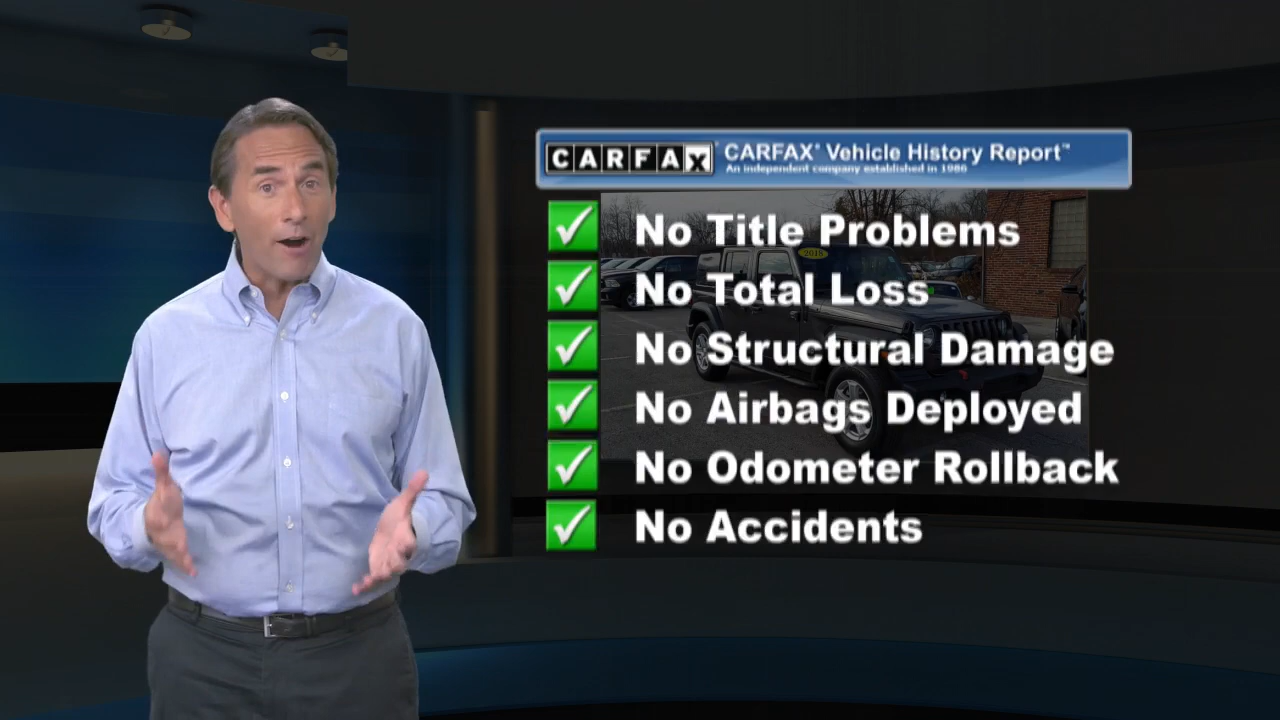 CARFAX CARFAX® Vehicle History Report™
An independent company established in 1986
No Title Problems
2018
No Total Loss
No Structural Damage
No Airbags Deployed
No Odometer Rollback
No Accidents